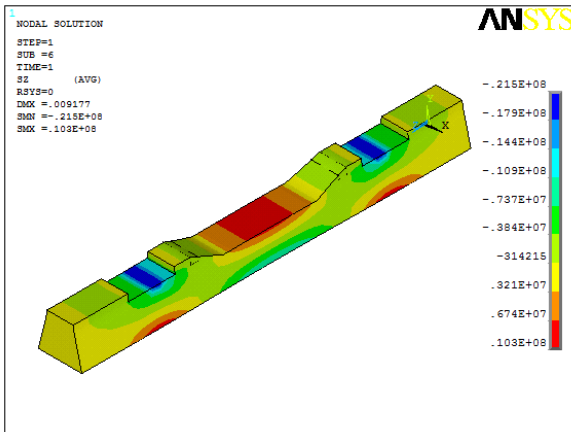 1
NODAL SOLUTION
ANSYS
STEP=1
SUB =6
TIME=1
SZ (AVG)
RSYS=0
DMX =.009177
SMN =-.215E+08
SMX =.103E+08
Y
Z
X
-.215E+08
-.179E+08
-.144E+08
-.109E+08
-.737E+07
-.384E+07
-314215
.321E+07
.674E+07
.103E+08